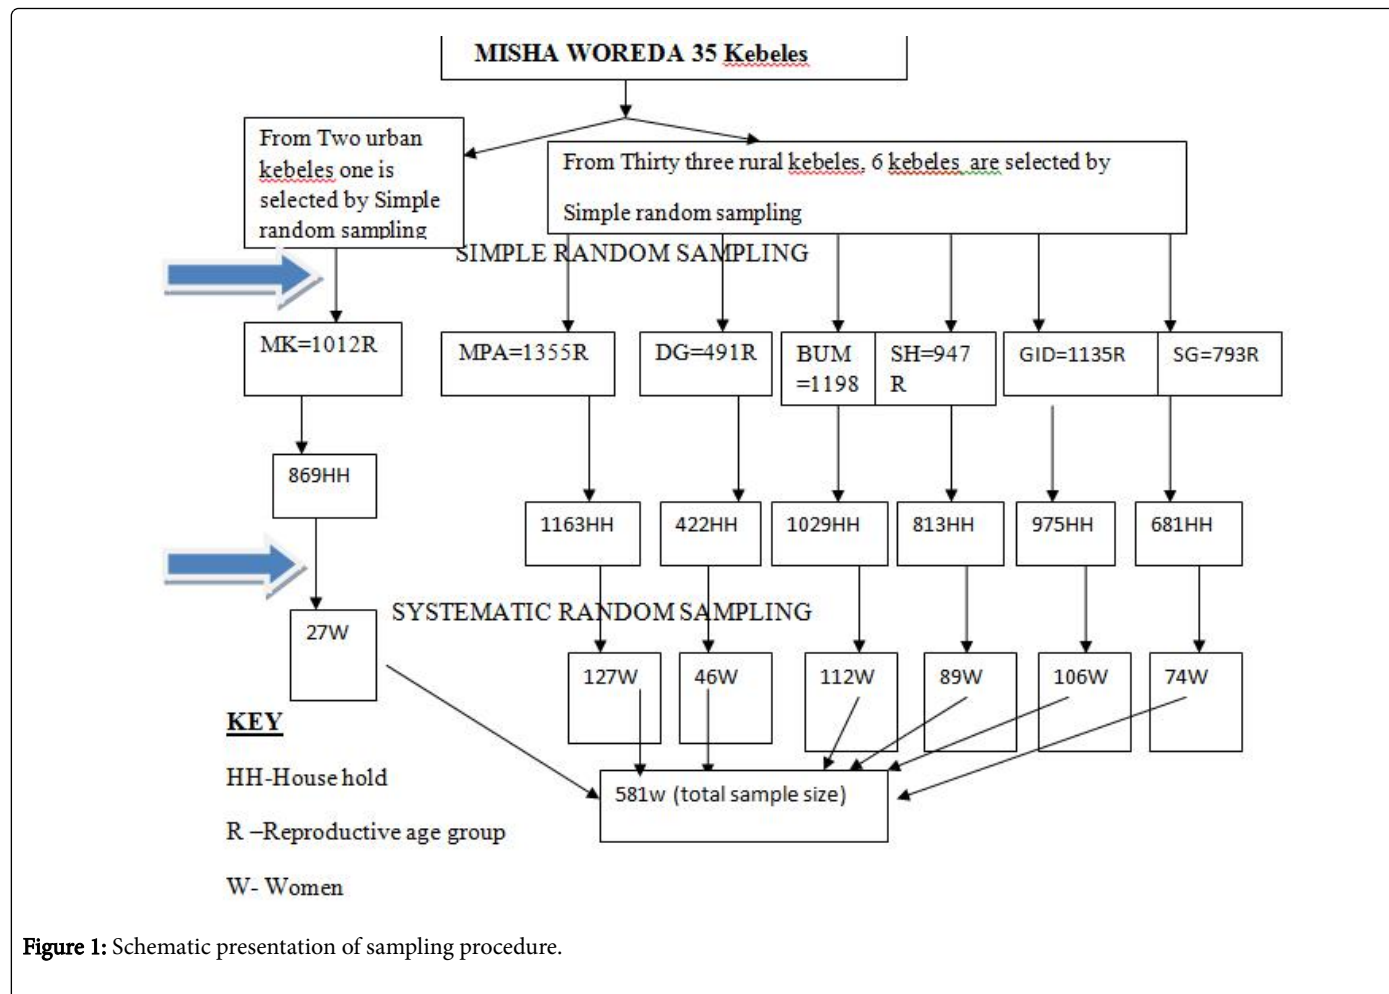 MISHA WOREDA 35 Kebeles
From Two urban
kebeles one is
selected by Simple
random sampling
From Thirty three rural kebeles, 6 kebeles are selected by
Simple random sampling
SIMPLE RANDOM SAMPLING
MK=1012R
MPA=1355R
DG=491R
BUM
=1198
SH=947
R
GID=1135R
SG=793R
869HH
1163HH
422HH
1029HH
813HH
975HH
681HH
SYSTEMATIC RANDOM SAMPLING
27W
127W
46W
112W
89W
106W
74W
581w (total sample size)
KEY
HH-House hold
R –Reproductive age group
W- Women
Figure 1: Schematic presentation of sampling procedure.